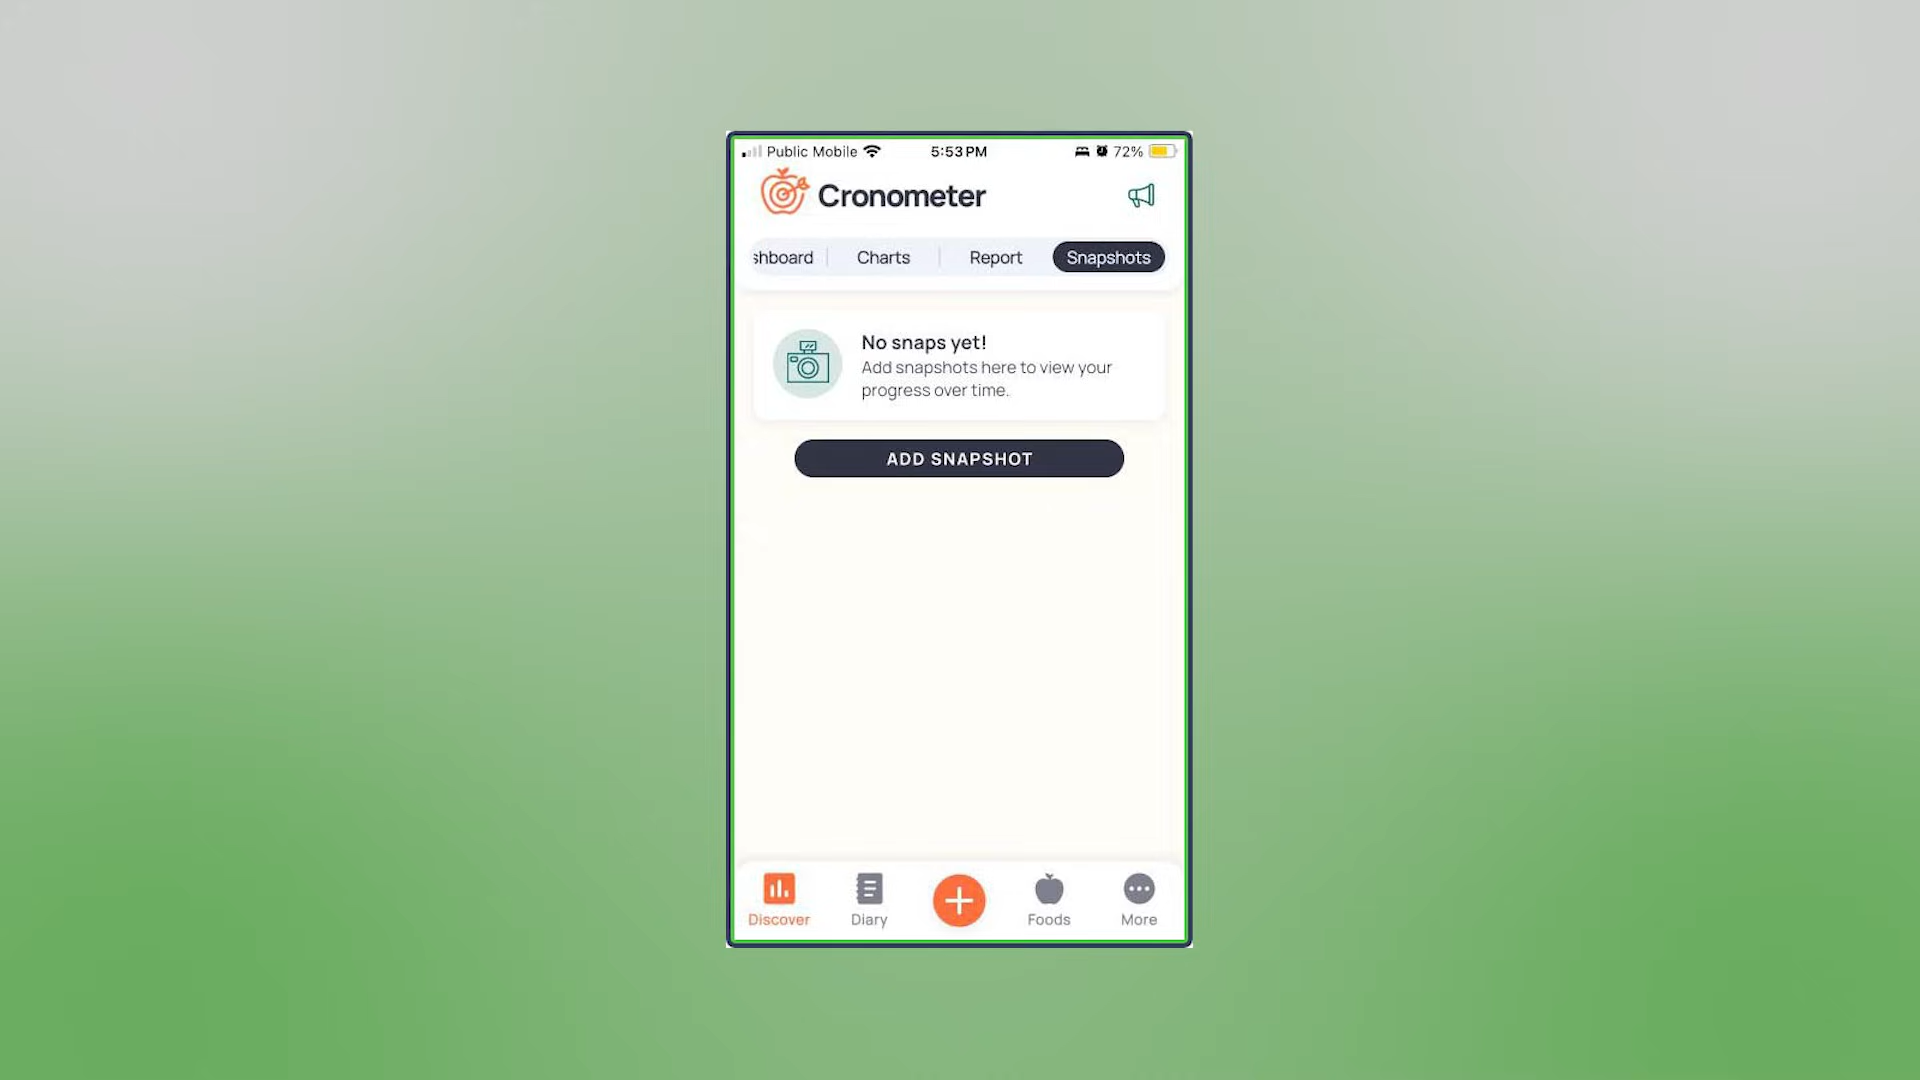 Public Mobile 5:53 PM 72%
Cronometer
shboard Charts Report Snapshots
No snaps yet!
Add snapshots here to view your
progress over time.
ADD SNAPSHOT
Discover Diary Foods More